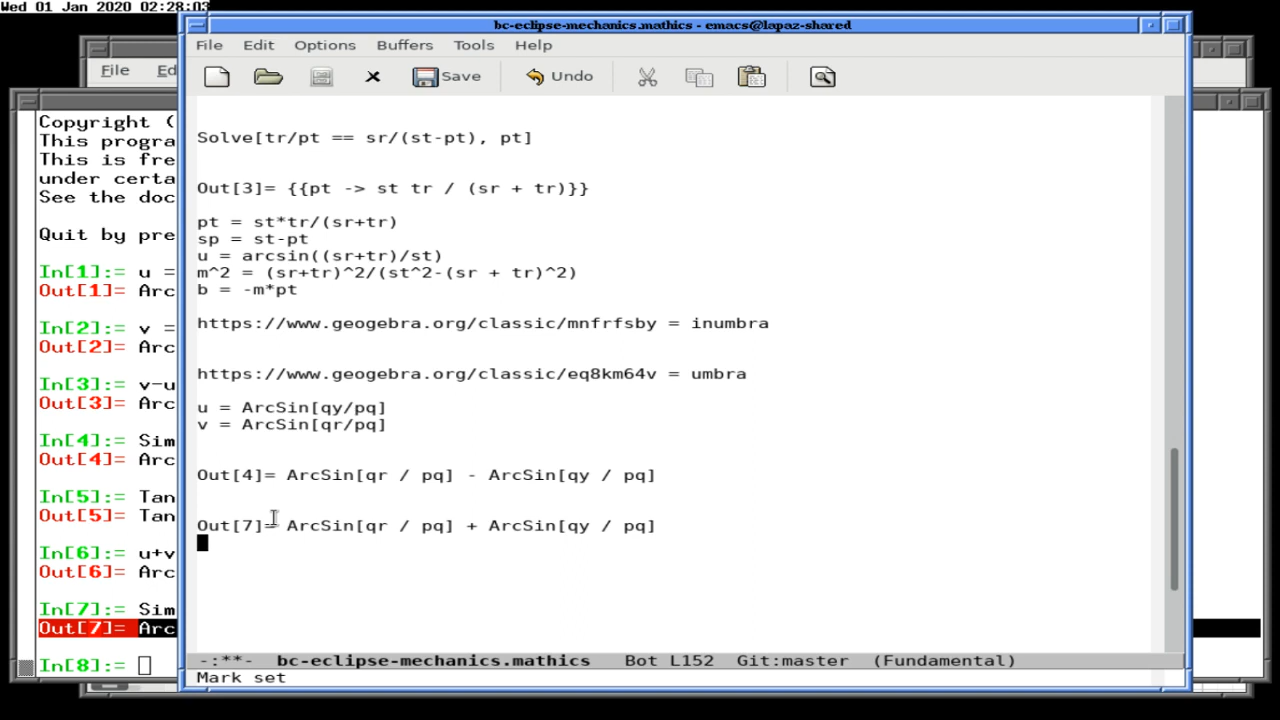 Wed 01 Jan 2020 02:28:03
bc-eclipse-mechanics.mathics - emacs@lapaz-shared
File Edit Options Buffers Tools Help
Save Undo
Solve[tr/pt == sr/(st-pt), pt]
Out[3]= {{pt -> st tr / (sr + tr)}}
pt = st*tr/(sr+tr)
sp = st-pt
u = arcsin((sr+tr)/st)
m^2 = (sr+tr)^2/(st^2-(sr + tr)^2)
b = -m*pt
https://www.geogebra.org/classic/mnfrfsby = inumbra
https://www.geogebra.org/classic/eq8km64v = umbra
u = ArcSin[qy/pq]
v = ArcSin[qr/pq]
Out[4]= ArcSin[qr / pq] - ArcSin[qy / pq]
Out[7]= ArcSin[qr / pq] + ArcSin[qy / pq]
-:**- bc-eclipse-mechanics.mathics Bot L152 Git:master (Fundamental)
Mark set
File Ed
Copyright (
This progra
This is fre
under certa
See the doc
Quit by pre
In[1]:= u =
Out[1]= Arc
In[2]:= v =
Out[2]= Arc
In[3]:= v-u
Out[3]= Arc
In[4]:= Sim
Out[4]= Arc
In[5]:= Tan
Out[5]= Tan
In[6]:= u+v
Out[6]= Arc
In[7]:= Sim
Out[7]= Arc
In[8]:=